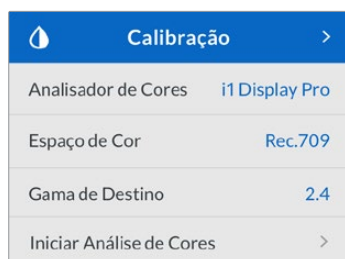 Calibração
Analisador de Cores i1 Display Pro
Espaço de Cor Rec.709
Gama de Destino 2.4
Iniciar Análise de Cores